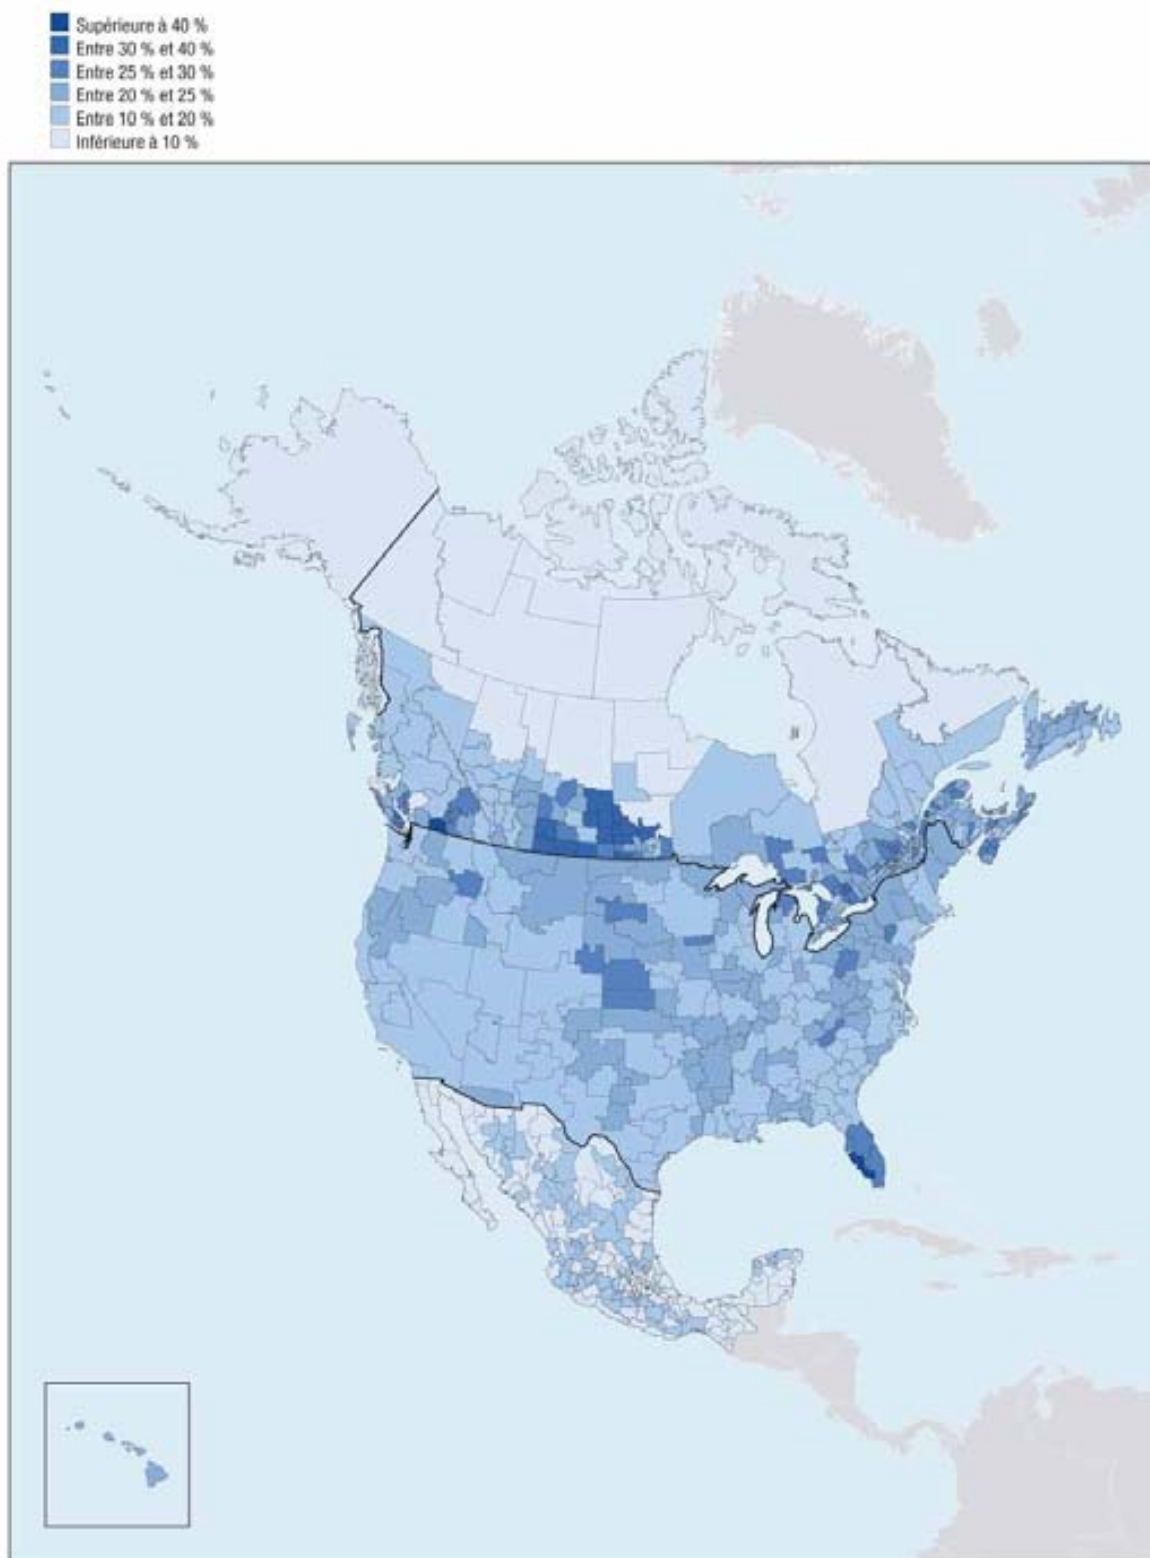 Supérieure à 40 %
Entre 30 % et 40 %
Entre 25 % et 30 %
Entre 20 % et 25 %
Entre 10 % et 20 %
Inférieure à 10 %